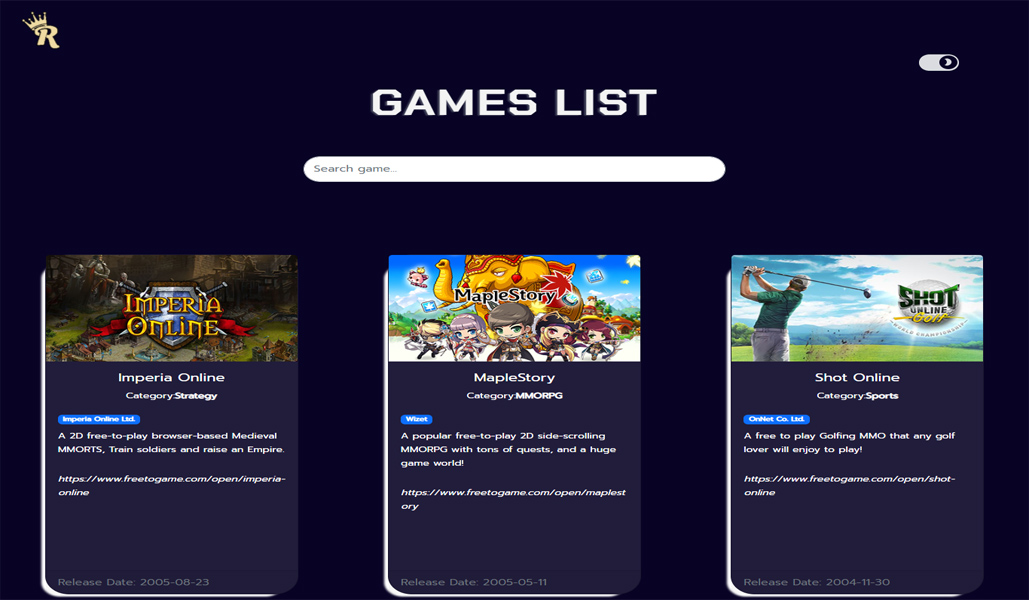 R
GAMES LIST
Search game...
IMPERIA
ONLINE
MapleStory
SHOT
ONLINE
Golf
WORLD CHAMPIONSHIP
Imperia Online
Category:Strategy
Imperia Online Ltd.
A 2D free-to-play browser-based Medieval
MMORTS, Train soldiers and raise an Empire.
https://www.freetogame.com/open/imperia-
online
Release Date: 2005-08-23
MapleStory
Category:MMORPG
Wizet
A popular free-to-play 2D side-scrolling
MMORPG with tons of quests, and a huge
game world!
https://www.freetogame.com/open/maplest
ory
Release Date: 2005-05-11
Shot Online
Category:Sports
OnNet Co. Ltd.
A free to play Golfing MMO that any golf
lover will enjoy to play!
https://www.freetogame.com/open/shot-
online
Release Date: 2004-11-30